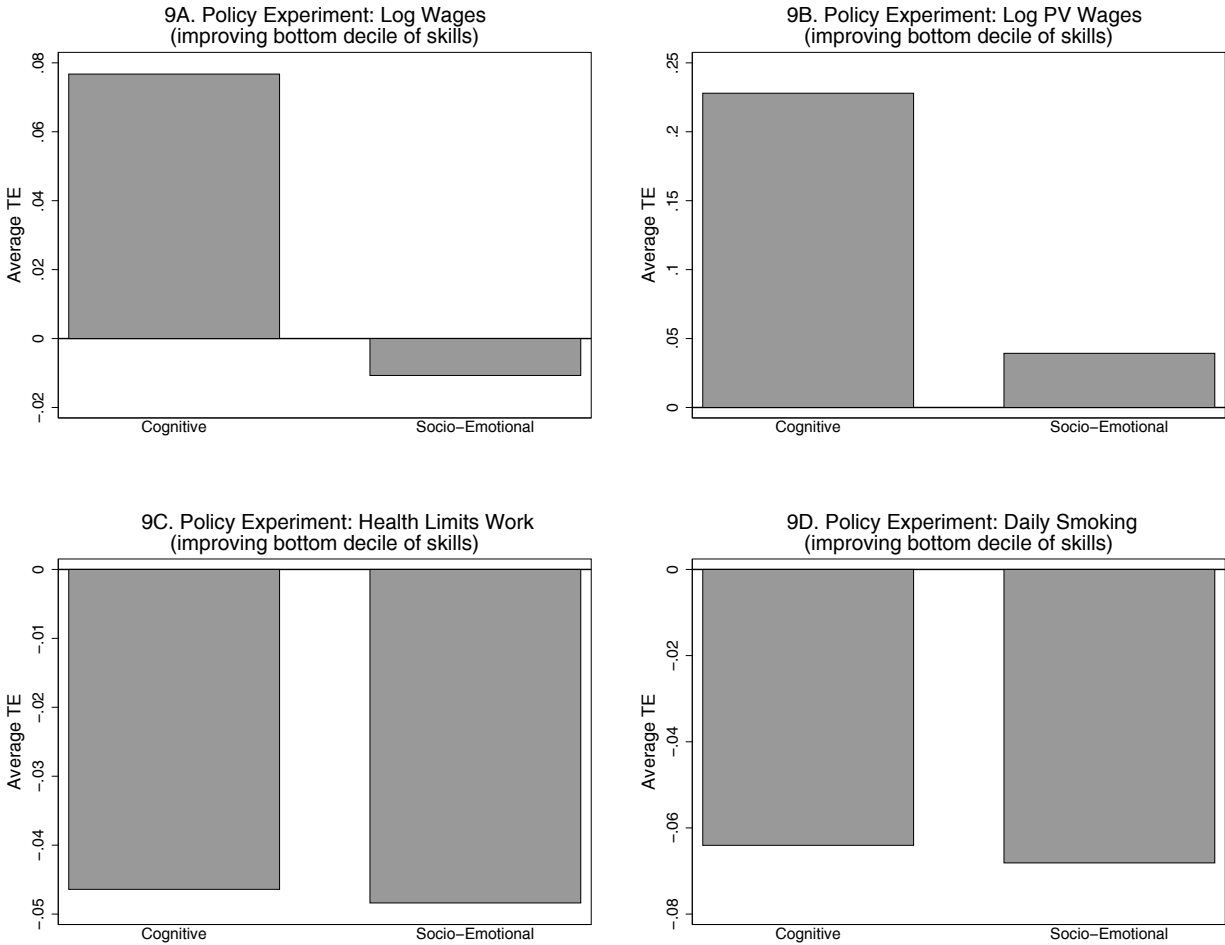 9A. Policy Experiment: Log Wages
(improving bottom decile of skills)
Average TE
.08
.06
.04
.02
0
-.02
Cognitive
Socio-Emotional
9B. Policy Experiment: Log PV Wages
(improving bottom decile of skills)
Average TE
.25
.2
.15
.1
.05
0
Cognitive
Socio-Emotional
9C. Policy Experiment: Health Limits Work
(improving bottom decile of skills)
Average TE
0
-.01
-.02
-.03
-.04
-.05
Cognitive
Socio-Emotional
9D. Policy Experiment: Daily Smoking
(improving bottom decile of skills)
Average TE
0
-.02
-.04
-.06
-.08
Cognitive
Socio-Emotional